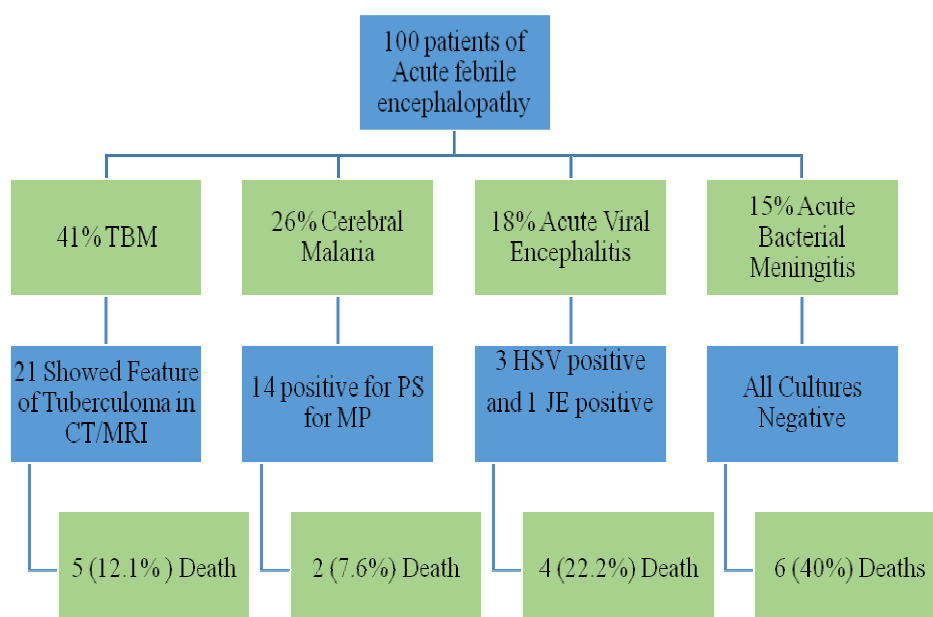 100 patients of
Acute febrile
encephalopathy
41% TBM
26% Cerebral
Malaria
18% Acute Viral
Encephalitis
15% Acute
Bacterial
Meningitis
21 Showed Feature
of Tuberculoma in
CT/MRI
14 positive for PS
for MP
3 HSV positive
and 1 JE positive
All Cultures
Negative
5 (12.1% ) Death
2 (7.6%) Death
4 (22.2%) Death
6 (40%) Deaths